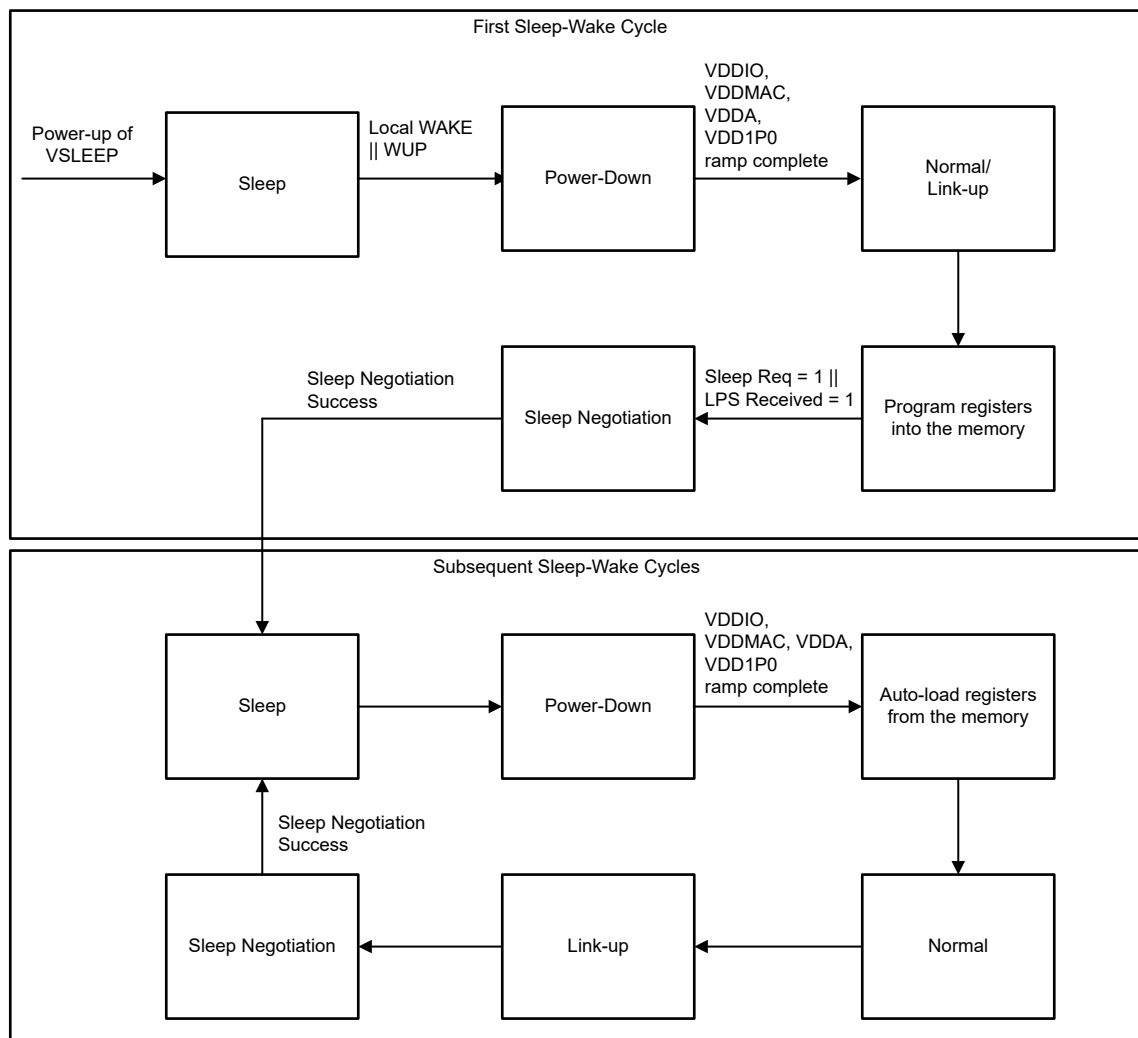 First Sleep-Wake Cycle
Power-up of
VSLEEP
Sleep
Local WAKE
|| WUP
Power-Down
VDDIO,
VDDMAC,
VDDA,
VDD1P0
ramp complete
Normal/
Link-up
Program registers
into the memory
Sleep Req = 1 ||
LPS Received = 1
Sleep Negotiation
Sleep Negotiation
Success
Subsequent Sleep-Wake Cycles
Sleep
Power-Down
VDDIO,
VDDMAC, VDDA,
VDD1P0
ramp complete
Auto-load registers
from the memory
Normal
Link-up
Sleep Negotiation
Sleep Negotiation
Success